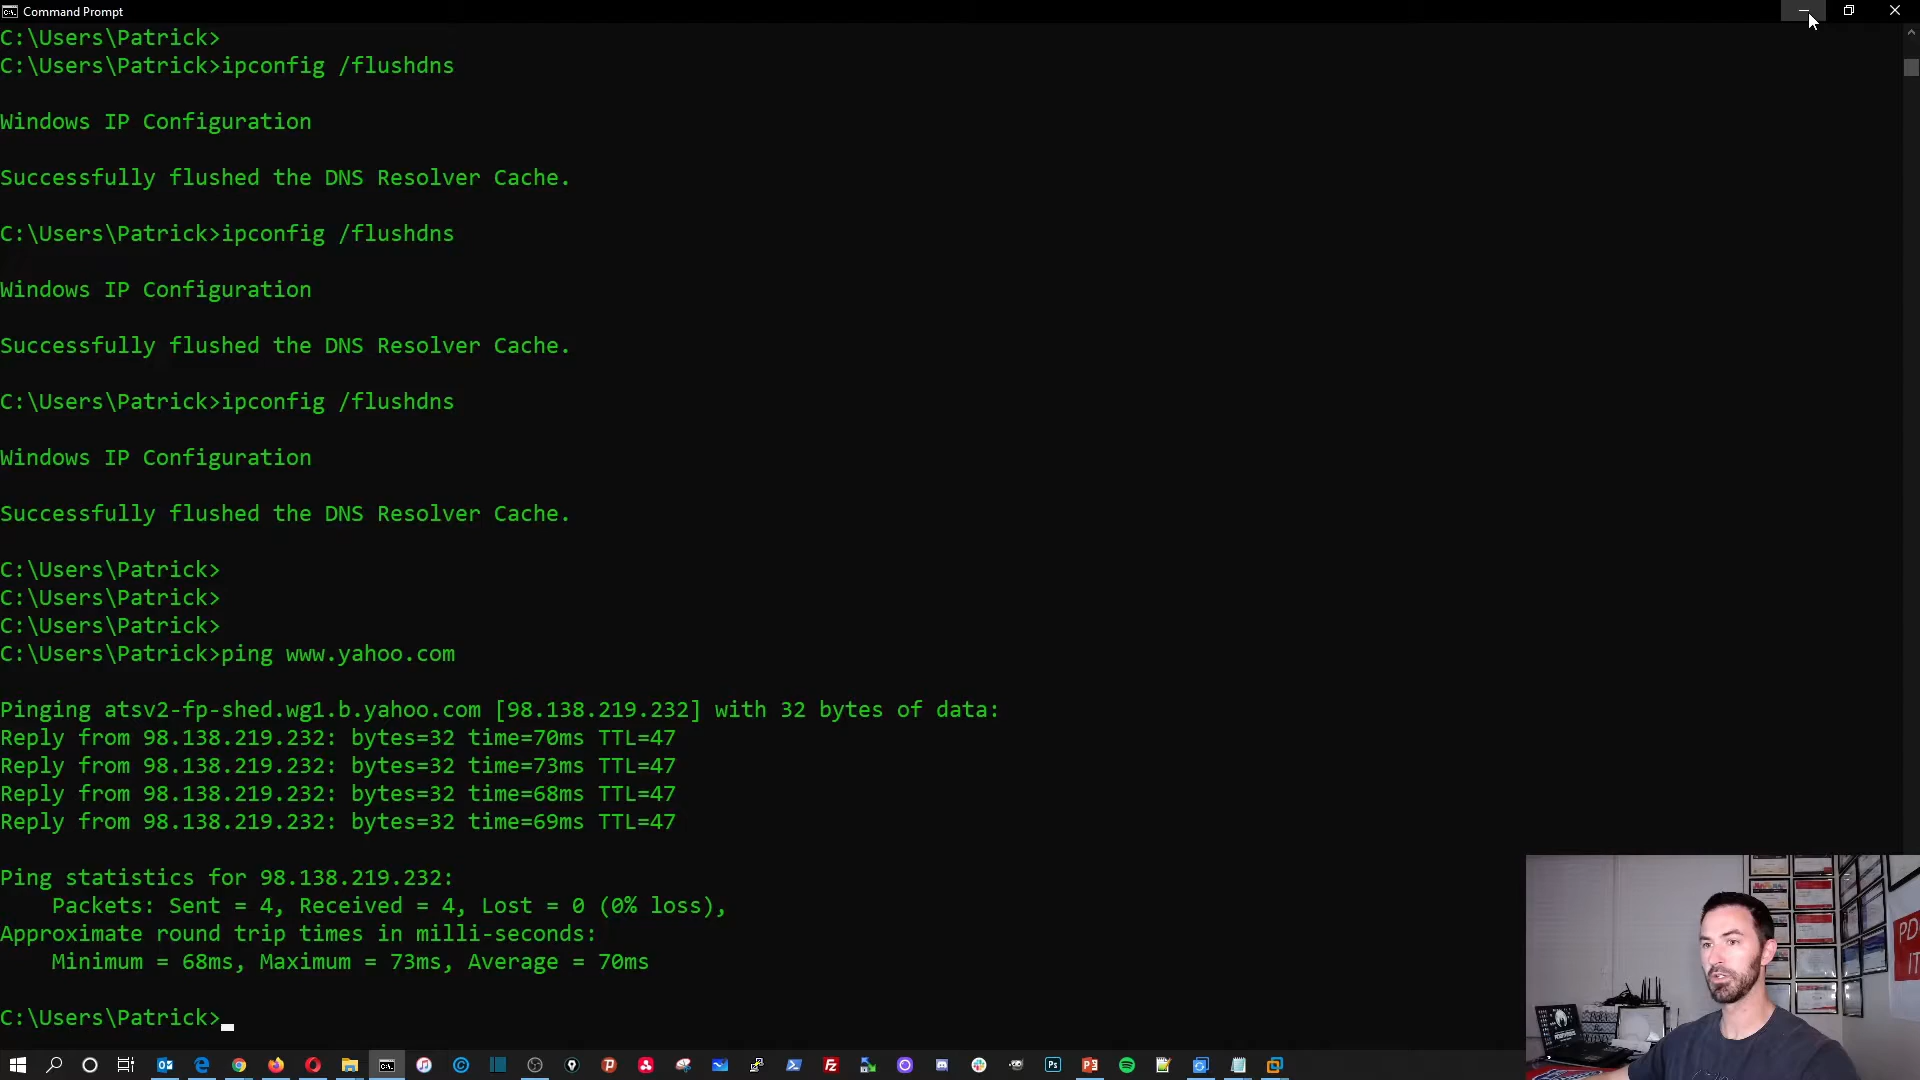 Command Prompt
C:\Users\Patrick>
C:\Users\Patrick>ipconfig /flushdns
Windows IP Configuration
Successfully flushed the DNS Resolver Cache.
C:\Users\Patrick>ipconfig /flushdns
Windows IP Configuration
Successfully flushed the DNS Resolver Cache.
C:\Users\Patrick>ipconfig /flushdns
Windows IP Configuration
Successfully flushed the DNS Resolver Cache.
C:\Users\Patrick>
C:\Users\Patrick>
C:\Users\Patrick>
C:\Users\Patrick>ping www.yahoo.com
Pinging atsv2-fp-shed.wg1.b.yahoo.com [98.138.219.232] with 32 bytes of data:
Reply from 98.138.219.232: bytes=32 time=70ms TTL=47
Reply from 98.138.219.232: bytes=32 time=73ms TTL=47
Reply from 98.138.219.232: bytes=32 time=68ms TTL=47
Reply from 98.138.219.232: bytes=32 time=69ms TTL=47
Ping statistics for 98.138.219.232:
    Packets: Sent = 4, Received = 4, Lost = 0 (0% loss),
Approximate round trip times in milli-seconds:
    Minimum = 68ms, Maximum = 73ms, Average = 70ms
C:\Users\Patrick>
PD
IT